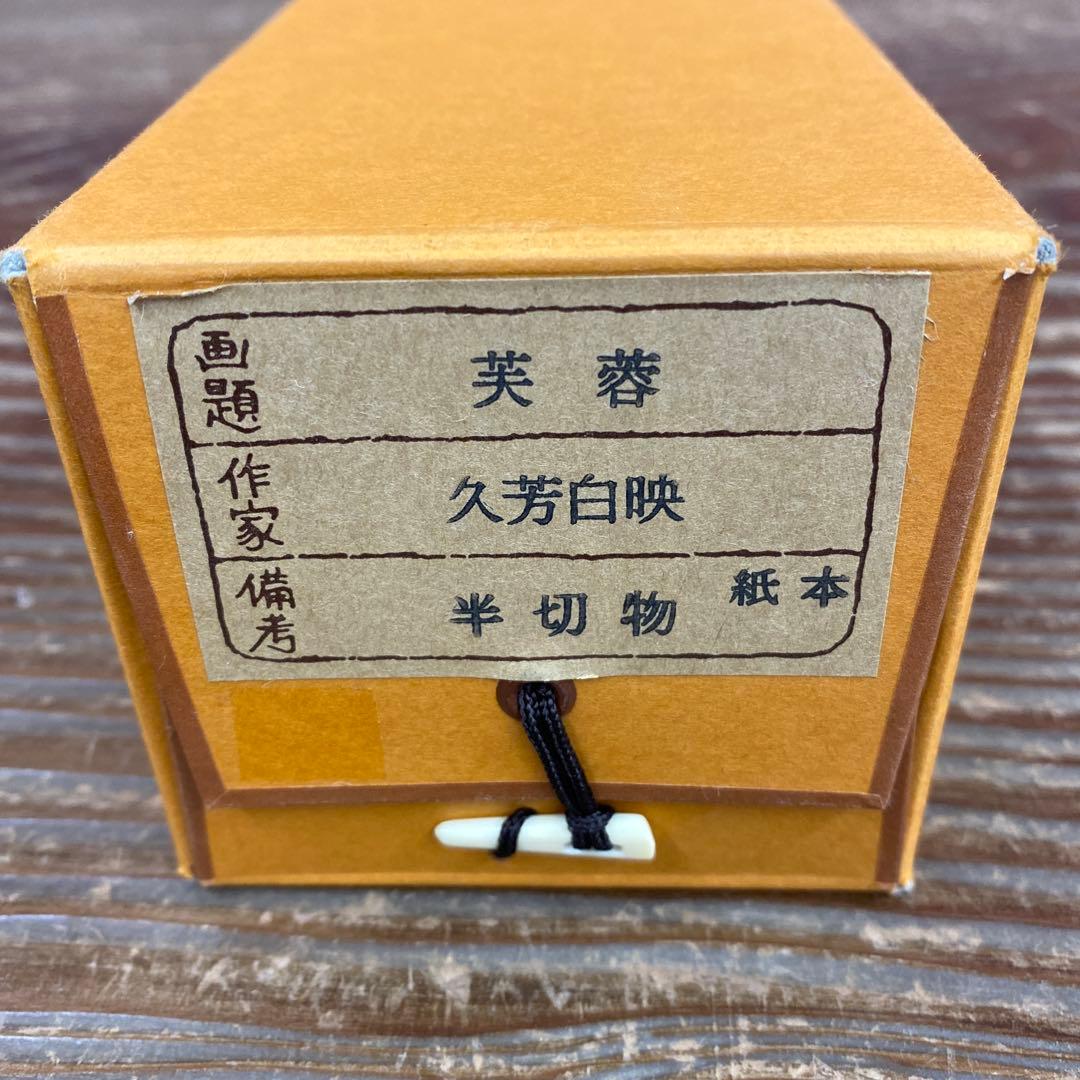 画題 芙蓉
作家 久芳白映
備考 半切物 紙本